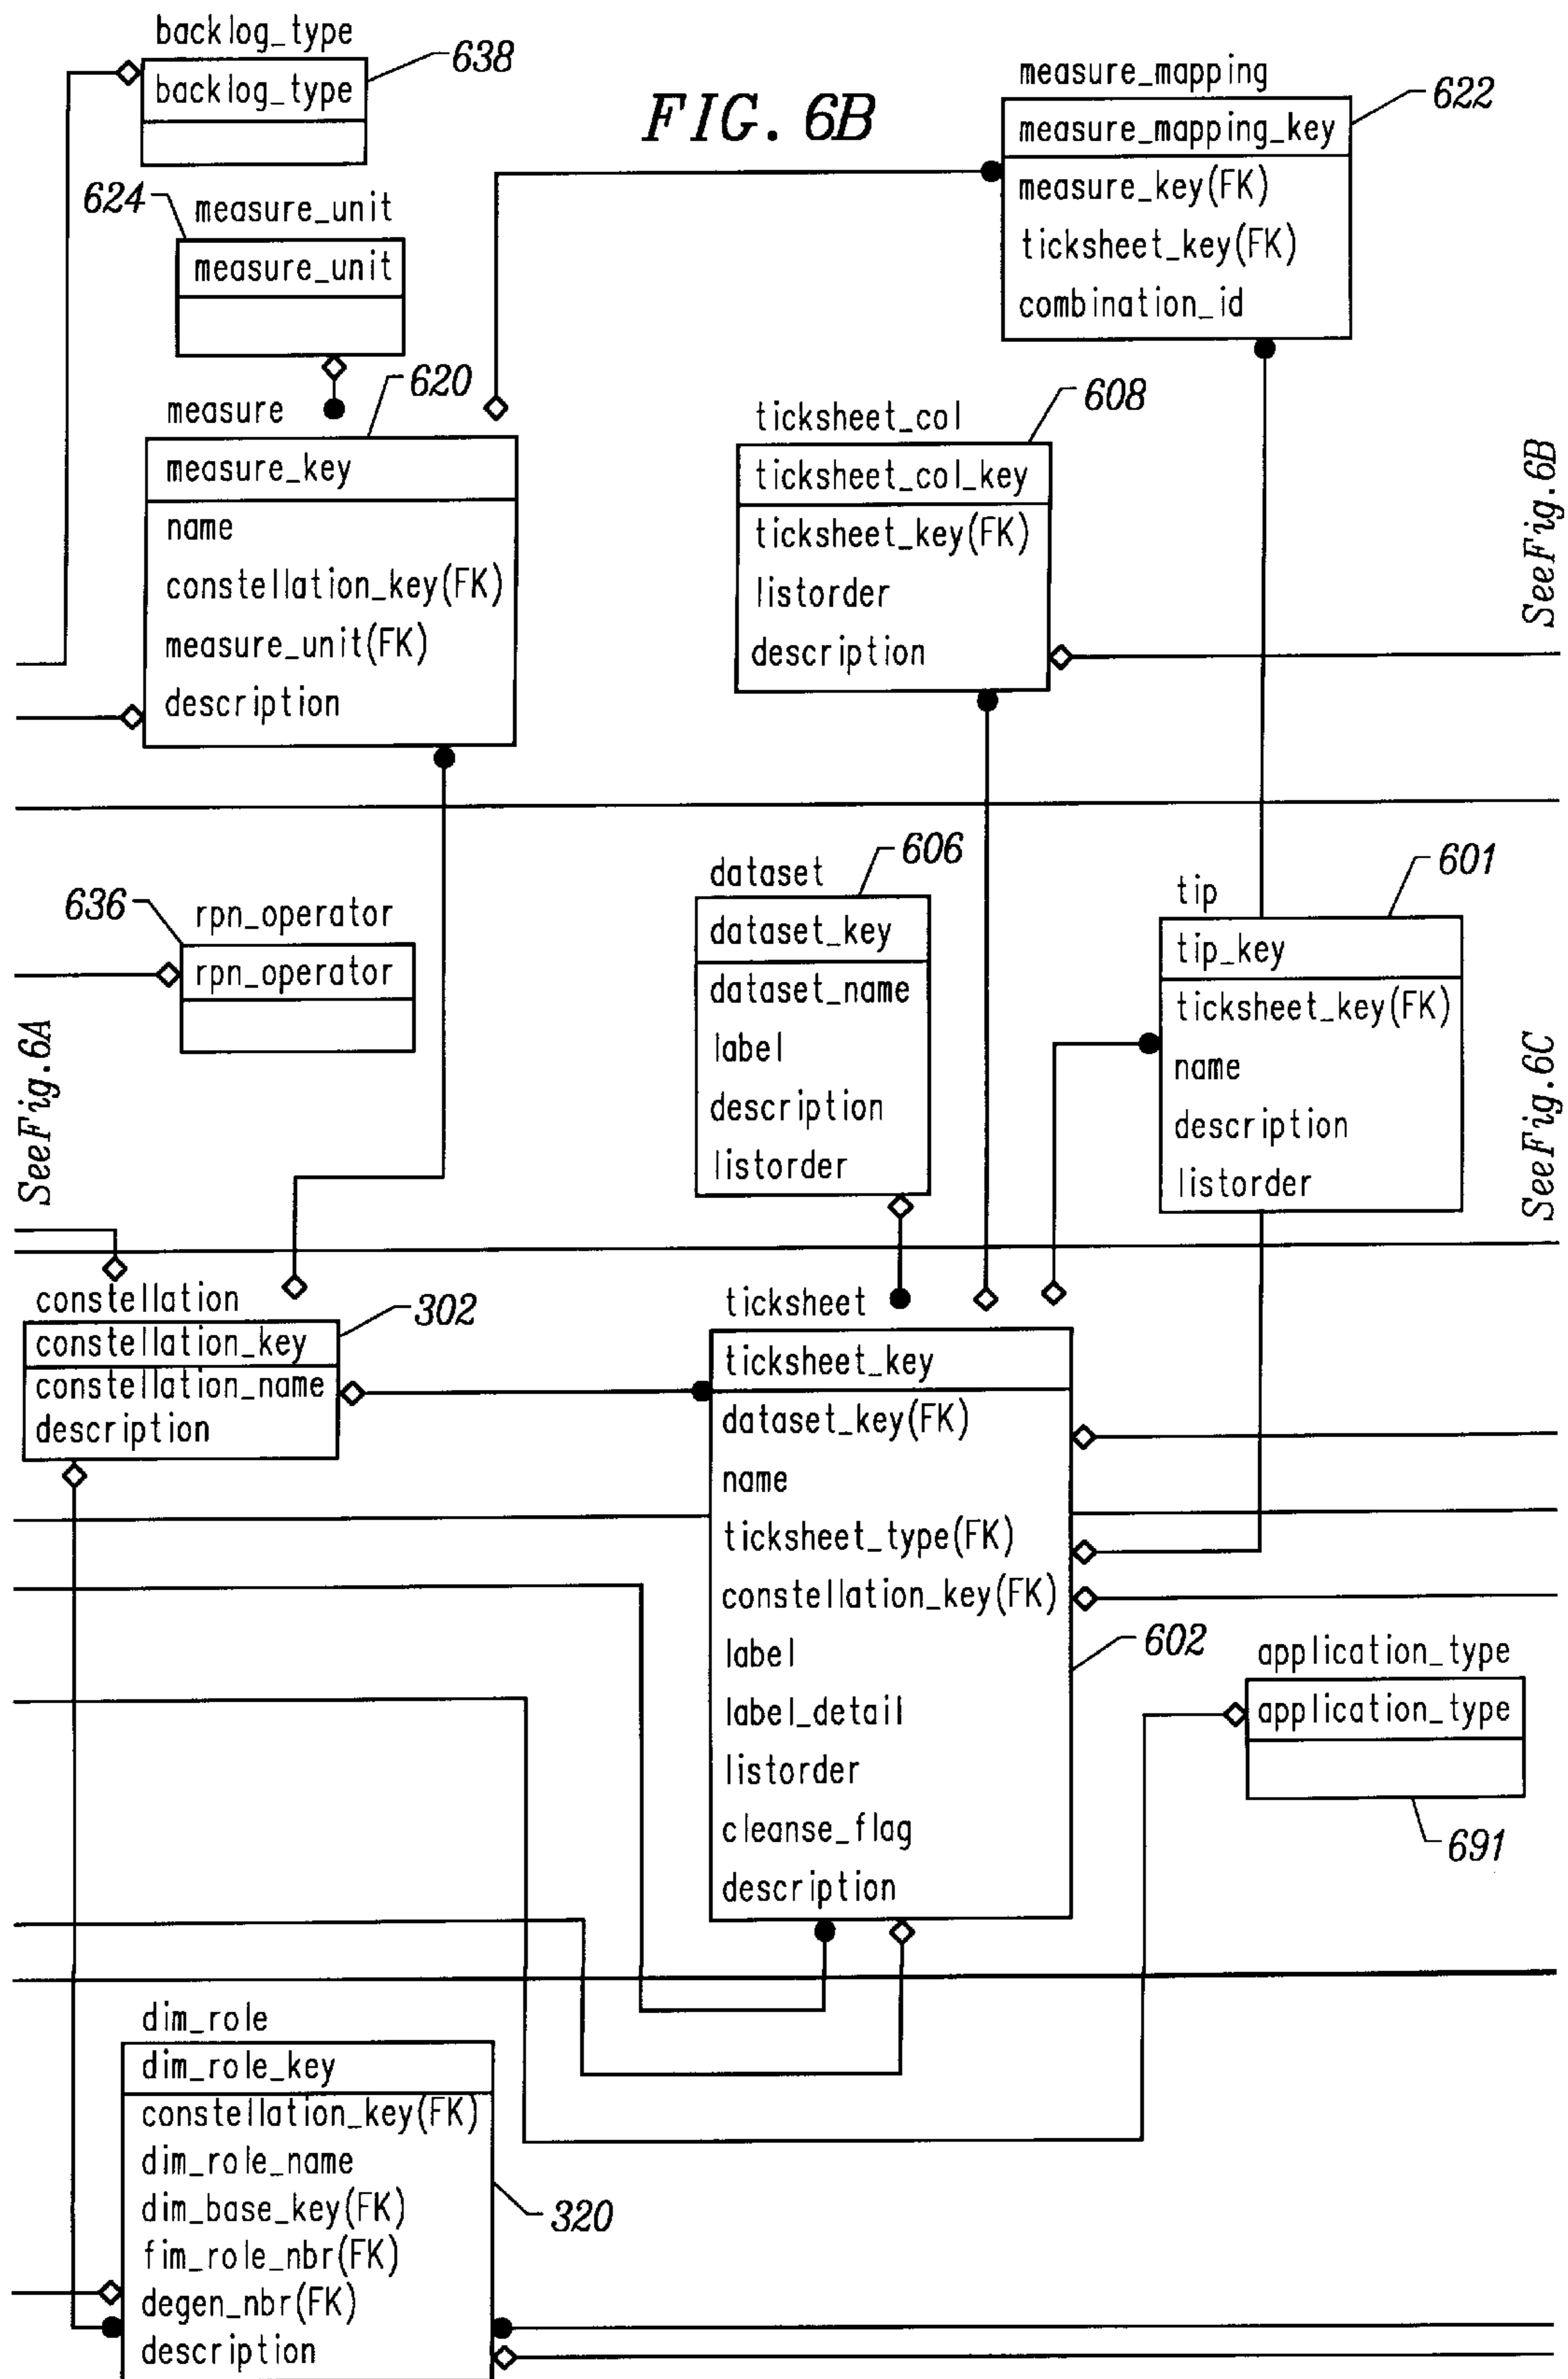 backlog_type
638
backlog_type
FIG. 6B
measure_mapping
622
measure_mapping_key
measure_key(FK)
ticksheet_key(FK)
combination_id
624
measure_unit
measure_unit
620
measure
measure_key
name
constellation_key(FK)
measure_unit(FK)
description
608
ticksheet_col
ticksheet_col_key
ticksheet_key(FK)
listorder
description
SeeFig.6B
636
rpn_operator
rpn_operator
SeeFig.6A
606
dataset
dataset_key
dataset_name
label
description
listorder
601
tip
tip_key
ticksheet_key(FK)
name
description
listorder
SeeFig.6C
constellation
302
constellation_key
constellation_name
description
ticksheet
ticksheet_key
dataset_key(FK)
name
ticksheet_type(FK)
constellation_key(FK)
label
label_detail
listorder
cleanse_flag
description
602
application_type
application_type
691
dim_role
dim_role_key
constellation_key(FK)
dim_role_name
dim_base_key(FK)
fim_role_nbr(FK)
degen_nbr(FK)
description
320